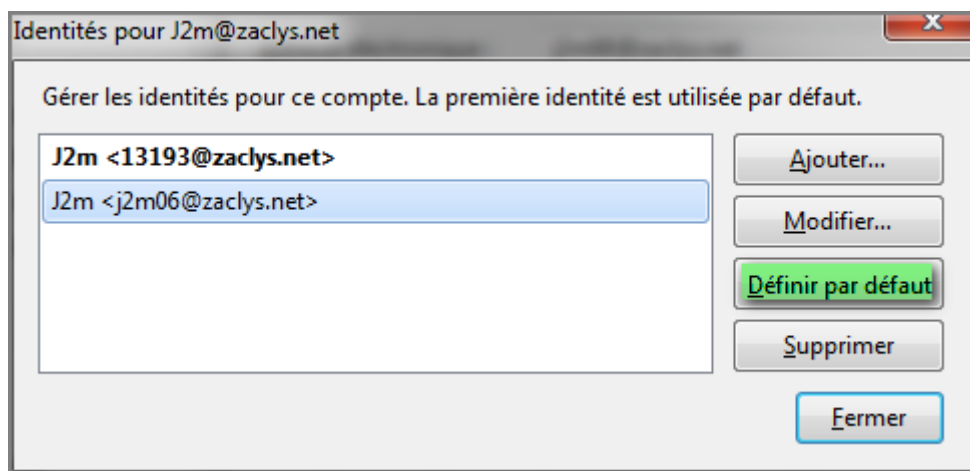 Identités pour J2m@zaclys.net
Gérer les identités pour ce compte. La première identité est utilisée par défaut.
J2m <13193@zaclys.net>
J2m <j2m06@zaclys.net>
Ajouter...
Modifier...
Définir par défaut
Supprimer
Fermer